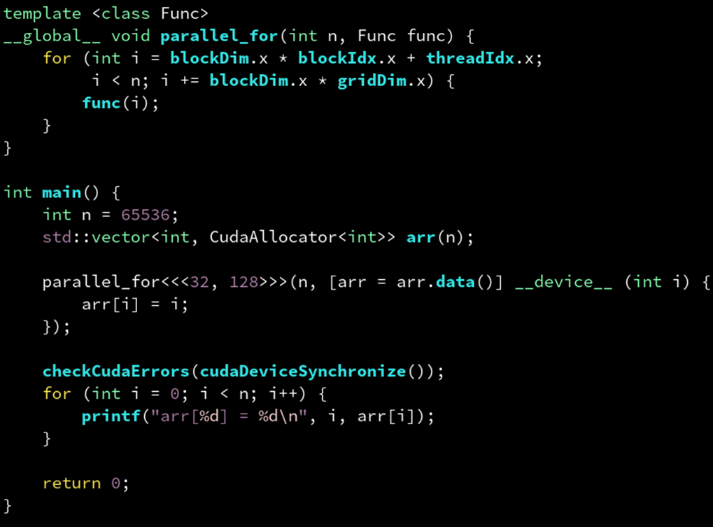 template <class Func>
__global__ void parallel_for(int n, Func func) {
    for (int i = blockDim.x * blockIdx.x + threadIdx.x;
         i < n; i += blockDim.x * gridDim.x) {
        func(i);
    }
}

int main() {
    int n = 65536;
    std::vector<int, CudaAllocator<int>> arr(n);

    parallel_for<<<32, 128>>>(n, [arr = arr.data()] __device__ (int i) {
        arr[i] = i;
    });

    checkCudaErrors(cudaDeviceSynchronize());
    for (int i = 0; i < n; i++) {
        printf("arr[%d] = %d\n", i, arr[i]);
    }

    return 0;
}